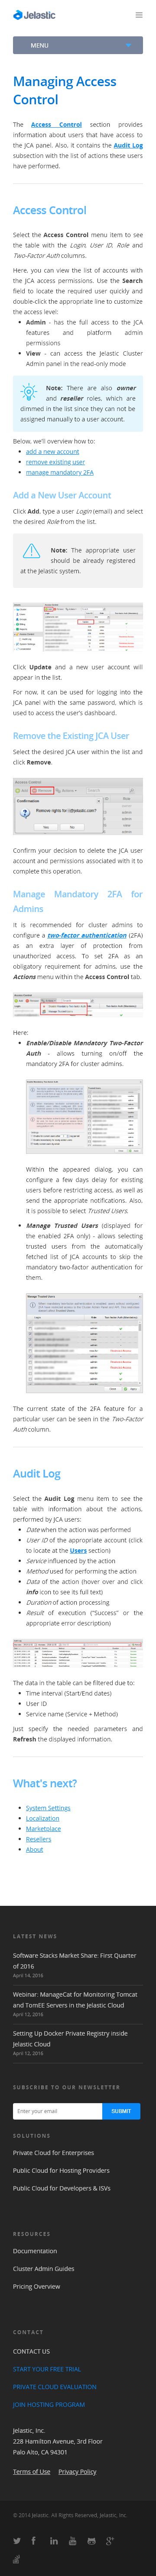 Jelastic
MENU
Managing Access
Control
The Access Control section provides
information about users that have access to
the JCA panel. Also, it contains the Audit Log
subsection with the list of actions these users
have performed.
Access Control
Select the Access Control menu item to see
the table with the Login, User ID, Role and
Two-Factor Auth columns.
Here, you can view the list of accounts with
the JCA access permissions. Use the Search
field to locate the required user quickly and
double-click the appropriate line to customize
the access level:
• Admin - has the full access to the JCA
features and platform admin
permissions
• View - can access the Jelastic Cluster
Admin panel in the read-only mode
Note: There are also owner
and reseller roles, which are
dimmed in the list since they can not be
assigned manually to a user account.
Below, we'll overview how to:
• add a new account
• remove existing user
• manage mandatory 2FA
Add a New User Account
Click Add, type a user Login (email) and select
the desired Role from the list.
Note: The appropriate user
should be already registered
at the Jelastic system.
Click Update and a new user account will
appear in the list.
For now, it can be used for logging into the
JCA panel with the same password, which is
used to access the user's dashboard.
Remove the Existing JCA User
Select the desired JCA user within the list and
click Remove.
Add
Remove
Access
Confirmation
Yes
No
Confirm your decision to delete the JCA user
account and data associated with it to
complete this operation.
Manage Mandatory 2FA for
Admins
It is recommended for cluster admins to
configure a two-factor authentication (2FA)
as an extra layer of protection from
unauthorized access. To set 2FA as an
obligatory requirement for admins, use the
Actions menu within the Access Control tab.
Here:
• Enable/Disable Mandatory Two-Factor
Auth - allows tuning on/off the
mandatory 2FA for cluster admins.
Within the appeared dialog, you can
configure a few days delay for existing
users before restricting access, as well as
edit the appropriate notifications. Also, it
is possible to select Trusted Users.
• Manage Trusted Users (displayed for
the enabled 2FA only) - allows selecting
trusted users from the automatically
fetched list of JCA accounts to skip the
mandatory two-factor authentication for
them.
Manage Trusted Users
The current state of the 2FA feature for a
particular user can be seen in the Two-Factor
Auth column.
Audit Log
Select the Audit Log menu item to see the
table with information about the actions,
performed by JCA users:
• Date when the action was performed
• User ID of the appropriate account (that
can be located at the Users section)
• Service influenced by the action
• Method used for performing the action
• Data of the action (hover over and click
info icon to see its full text)
• Duration of action processing
• Result of execution ("Success" or the
appropriate error description)
The data in the table can be filtered due to:
• Time Interval (Start/End dates)
• User ID
• Service name (Service + Method)
Just specify the needed parameters and
Refresh the displayed information.
What's next?
• System Settings
• Localization
• Marketplace
• Resellers
• About
LATEST NEWS
Software Stacks Market Share: First Quarter
of 2016
April 14, 2016
Webinar: ManageCat for Monitoring Tomcat
and TomEE Servers in the Jelastic Cloud
April 12, 2016
Setting Up Docker Private Registry inside
Jelastic Cloud
April 12, 2016
SUBSCRIBE TO OUR NEWSLETTER
Enter your email
SUBMIT
SOLUTIONS
Private Cloud for Enterprises
Public Cloud for Hosting Providers
Public Cloud for Developers & ISVs
RESOURCES
Documentation
Cluster Admin Guides
Pricing Overview
CONTACT
CONTACT US
START YOUR FREE TRIAL
PRIVATE CLOUD EVALUATION
JOIN HOSTING PROGRAM
Jelastic, Inc.
228 Hamilton Avenue, 3rd Floor
Palo Alto, CA 94301
Terms of Use Privacy Policy
© 2014 Jelastic. All Rights Reserved. Jelastic, Inc.